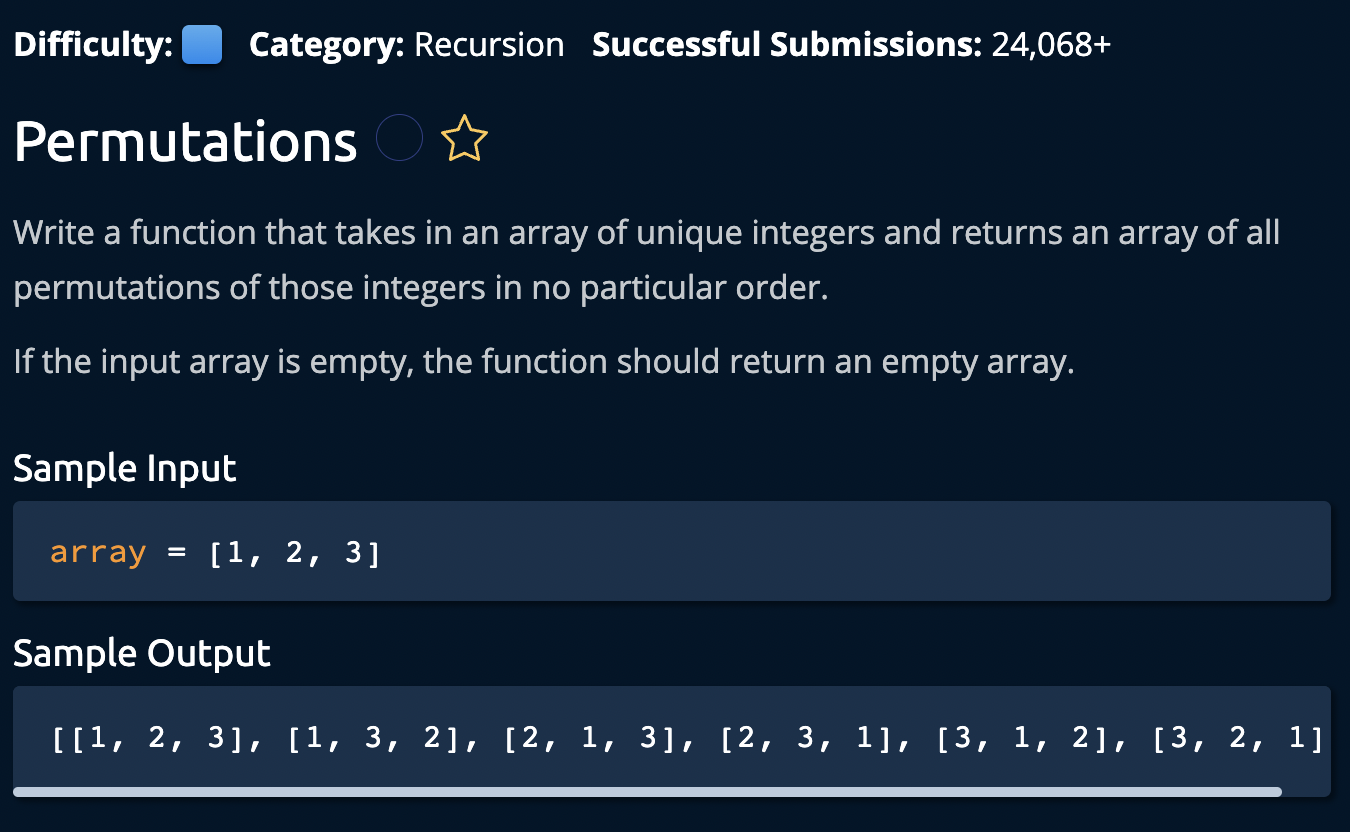 Difficulty: Category: Recursion Successful Submissions: 24,068+
Permutations
Write a function that takes in an array of unique integers and returns an array of all
permutations of those integers in no particular order.
If the input array is empty, the function should return an empty array.
Sample Input
array = [1, 2, 3]
Sample Output
[[1, 2, 3], [1, 3, 2], [2, 1, 3], [2, 3, 1], [3, 1, 2], [3, 2, 1]